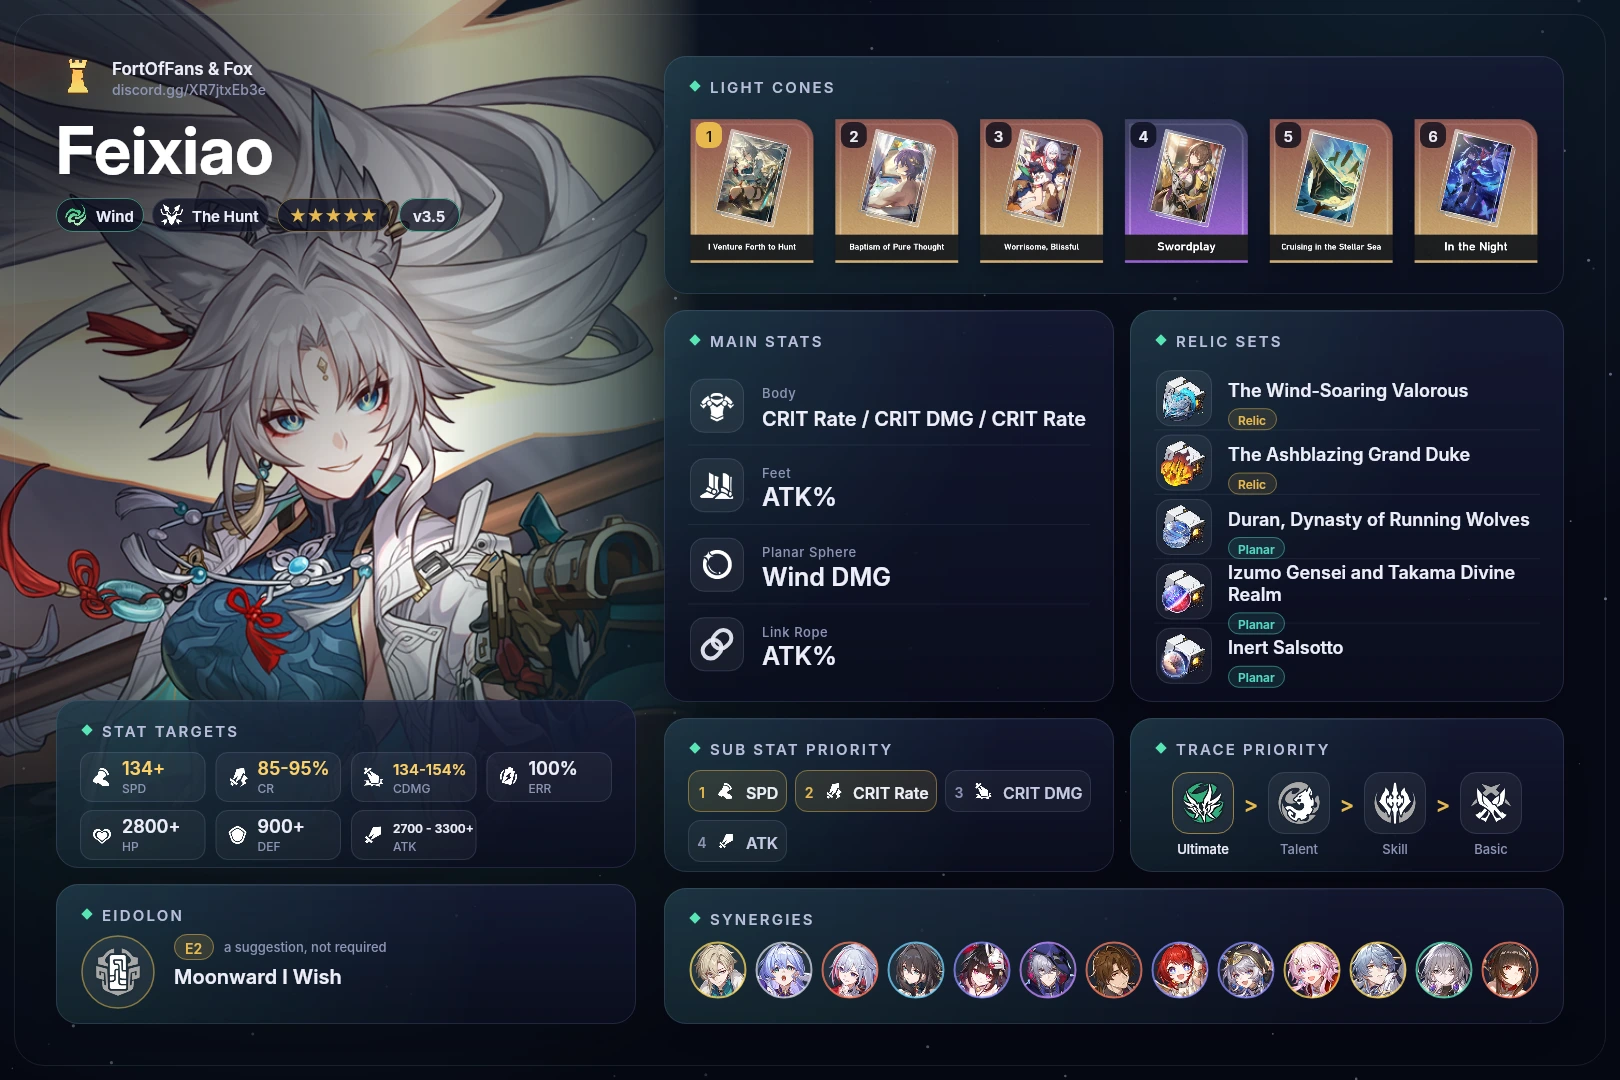 FortOfFans & Fox
discord.gg/XR7jtxEb3e
Feixiao
Wind
The Hunt
★★★★★
v3.5
LIGHT CONES
1
I Venture Forth to Hunt
2
Baptism of Pure Thought
3
Worrisome, Blissful
4
Swordplay
5
Cruising in the Stellar Sea
6
In the Night
MAIN STATS
Body
CRIT Rate / CRIT DMG / CRIT Rate
Feet
ATK%
Planar Sphere
Wind DMG
Link Rope
ATK%
RELIC SETS
The Wind-Soaring Valorous
Relic
The Ashblazing Grand Duke
Relic
Duran, Dynasty of Running Wolves
Planar
Izumo Gensei and Takama Divine
Realm
Planar
Inert Salsotto
Planar
STAT TARGETS
134+
SPD
85-95%
CR
134-154%
CDMG
100%
ERR
2800+
HP
900+
DEF
2700 - 3300+
ATK
SUB STAT PRIORITY
1 SPD
2 CRIT Rate
3 CRIT DMG
4 ATK
TRACE PRIORITY
> > >
Ultimate
Talent
Skill
Basic
EIDOLON
E2 a suggestion, not required
Moonward I Wish
SYNERGIES